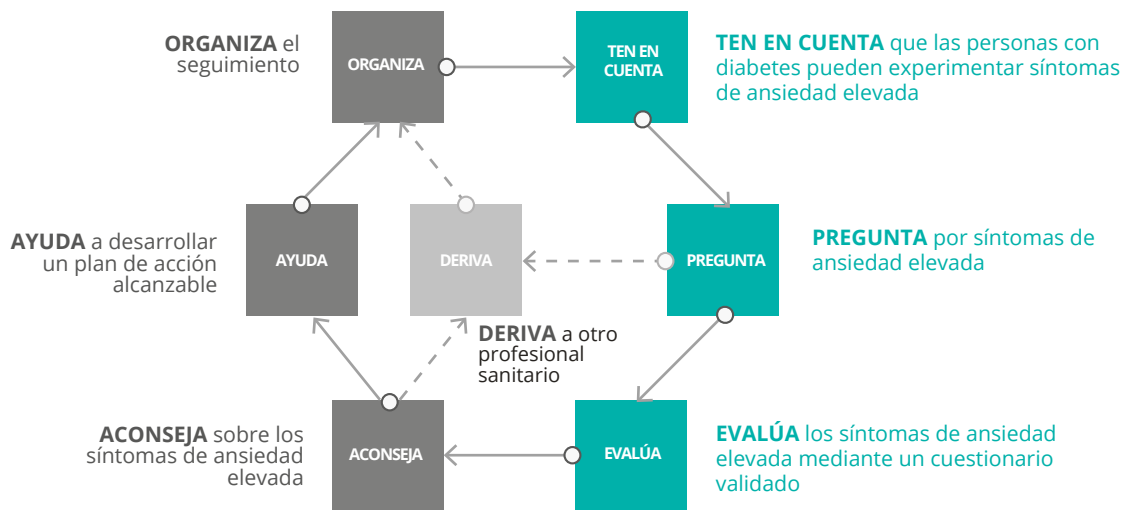 ORGANIZA el
seguimiento
ORGANIZA
TEN EN
CUENTA
TEN EN CUENTA que las personas con
diabetes pueden experimentar síntomas
de ansiedad elevada
AYUDA a desarrollar
un plan de acción
alcanzable
AYUDA
DERIVA
PREGUNTA
PREGUNTA por síntomas de
ansiedad elevada
DERIVA a otro
profesional
sanitario
ACONSEJA sobre los
síntomas de ansiedad
elevada
ACONSEJA
EVALÚA
EVALÚA los síntomas de ansiedad
elevada mediante un cuestionario
validado